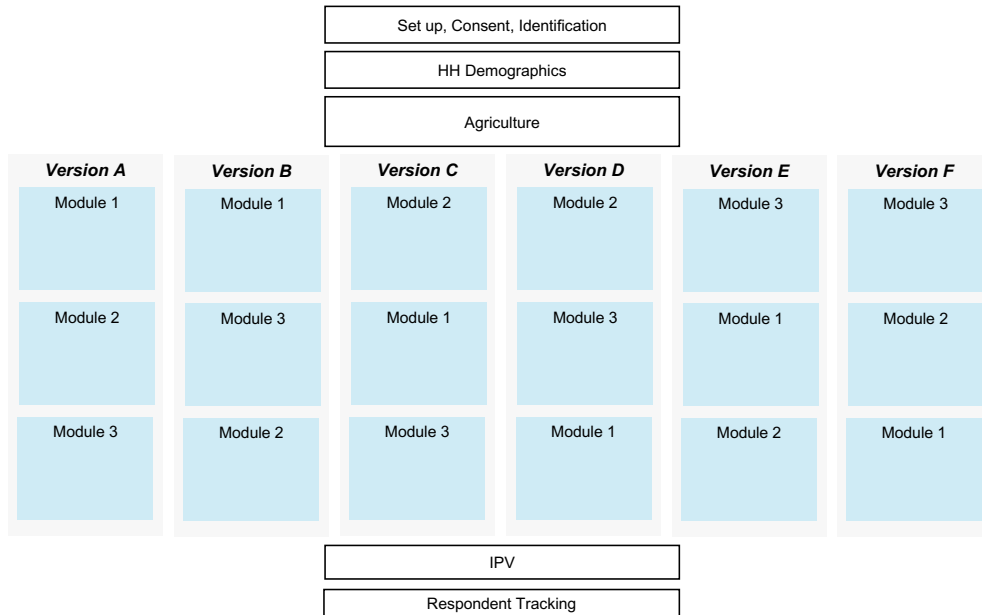 Set up, Consent, Identification
HH Demographics
Agriculture
Version A
Version B
Version C
Version D
Version E
Version F
Module 1
Module 1
Module 2
Module 2
Module 3
Module 3
Module 2
Module 3
Module 1
Module 3
Module 1
Module 2
Module 3
Module 2
Module 3
Module 1
Module 2
Module 1
IPV
Respondent Tracking